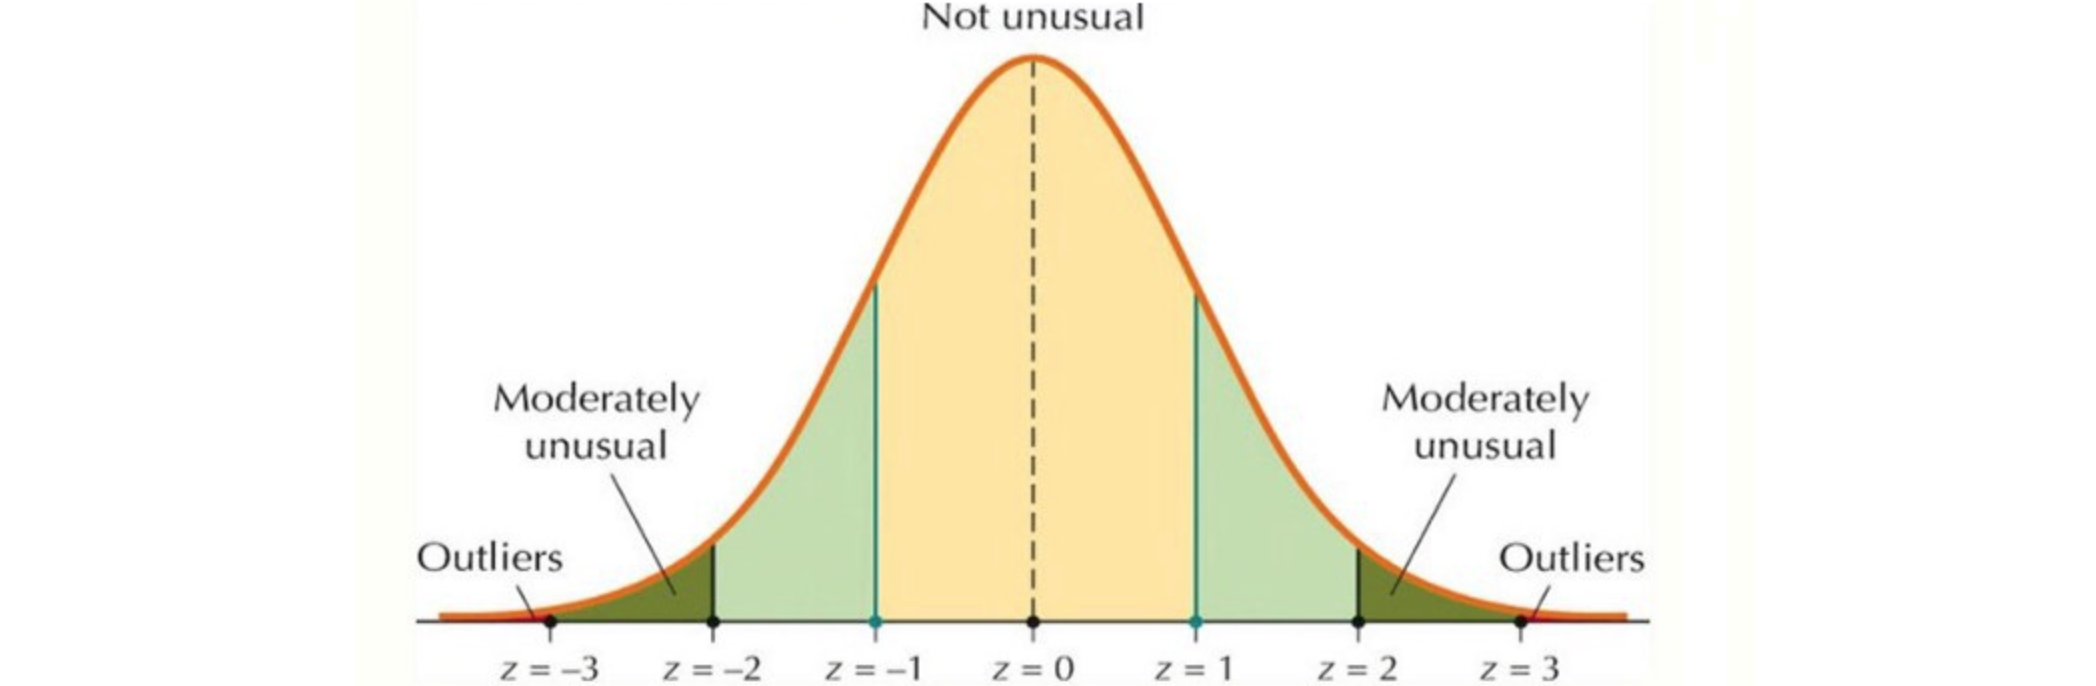 Not unusual
Moderately
unusual
Moderately
unusual
Outliers
Outliers
z = –3
z = –2
z = –1
z = 0
z = 1
z = 2
z = 3